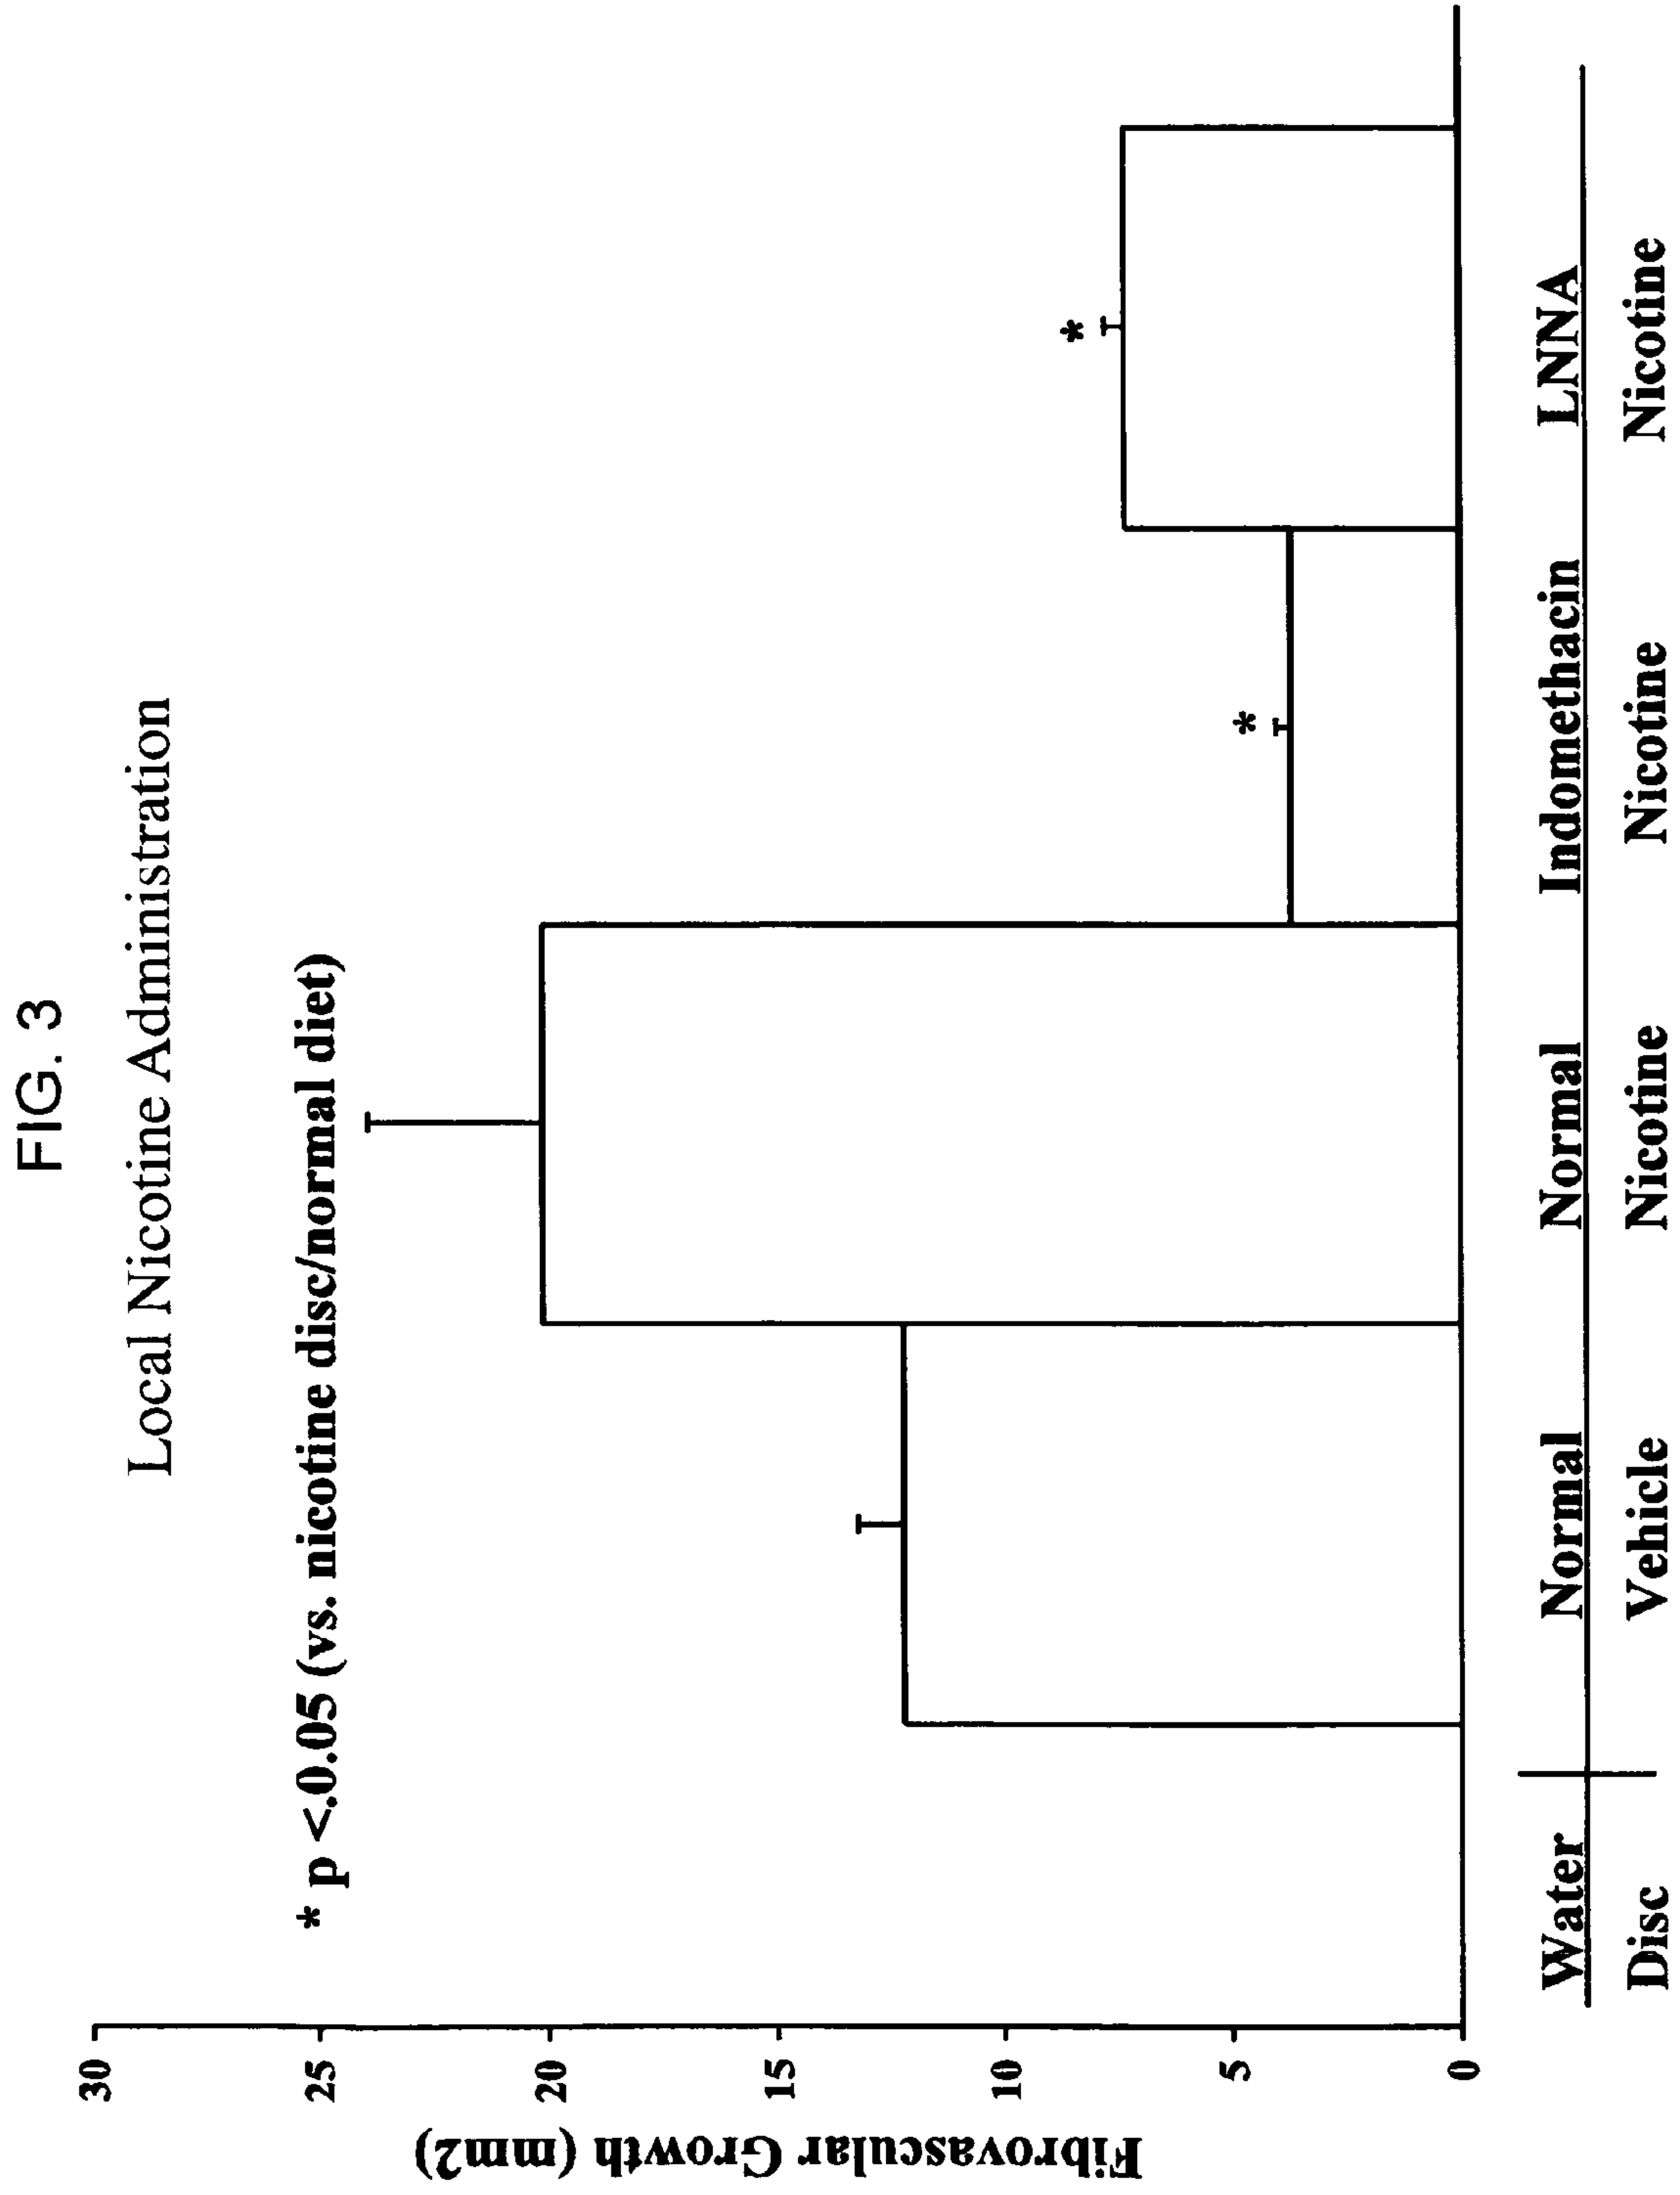 FIG. 3
Local Nicotine Administration
* p <.0.05 (vs. nicotine disc/normal diet)
Fibrovascular Growth (mm2)
30
25
20
15
10
5
0
*
*
Water Normal Normal Indomethacin LNNA
Disc Vehicle Nicotine Nicotine Nicotine